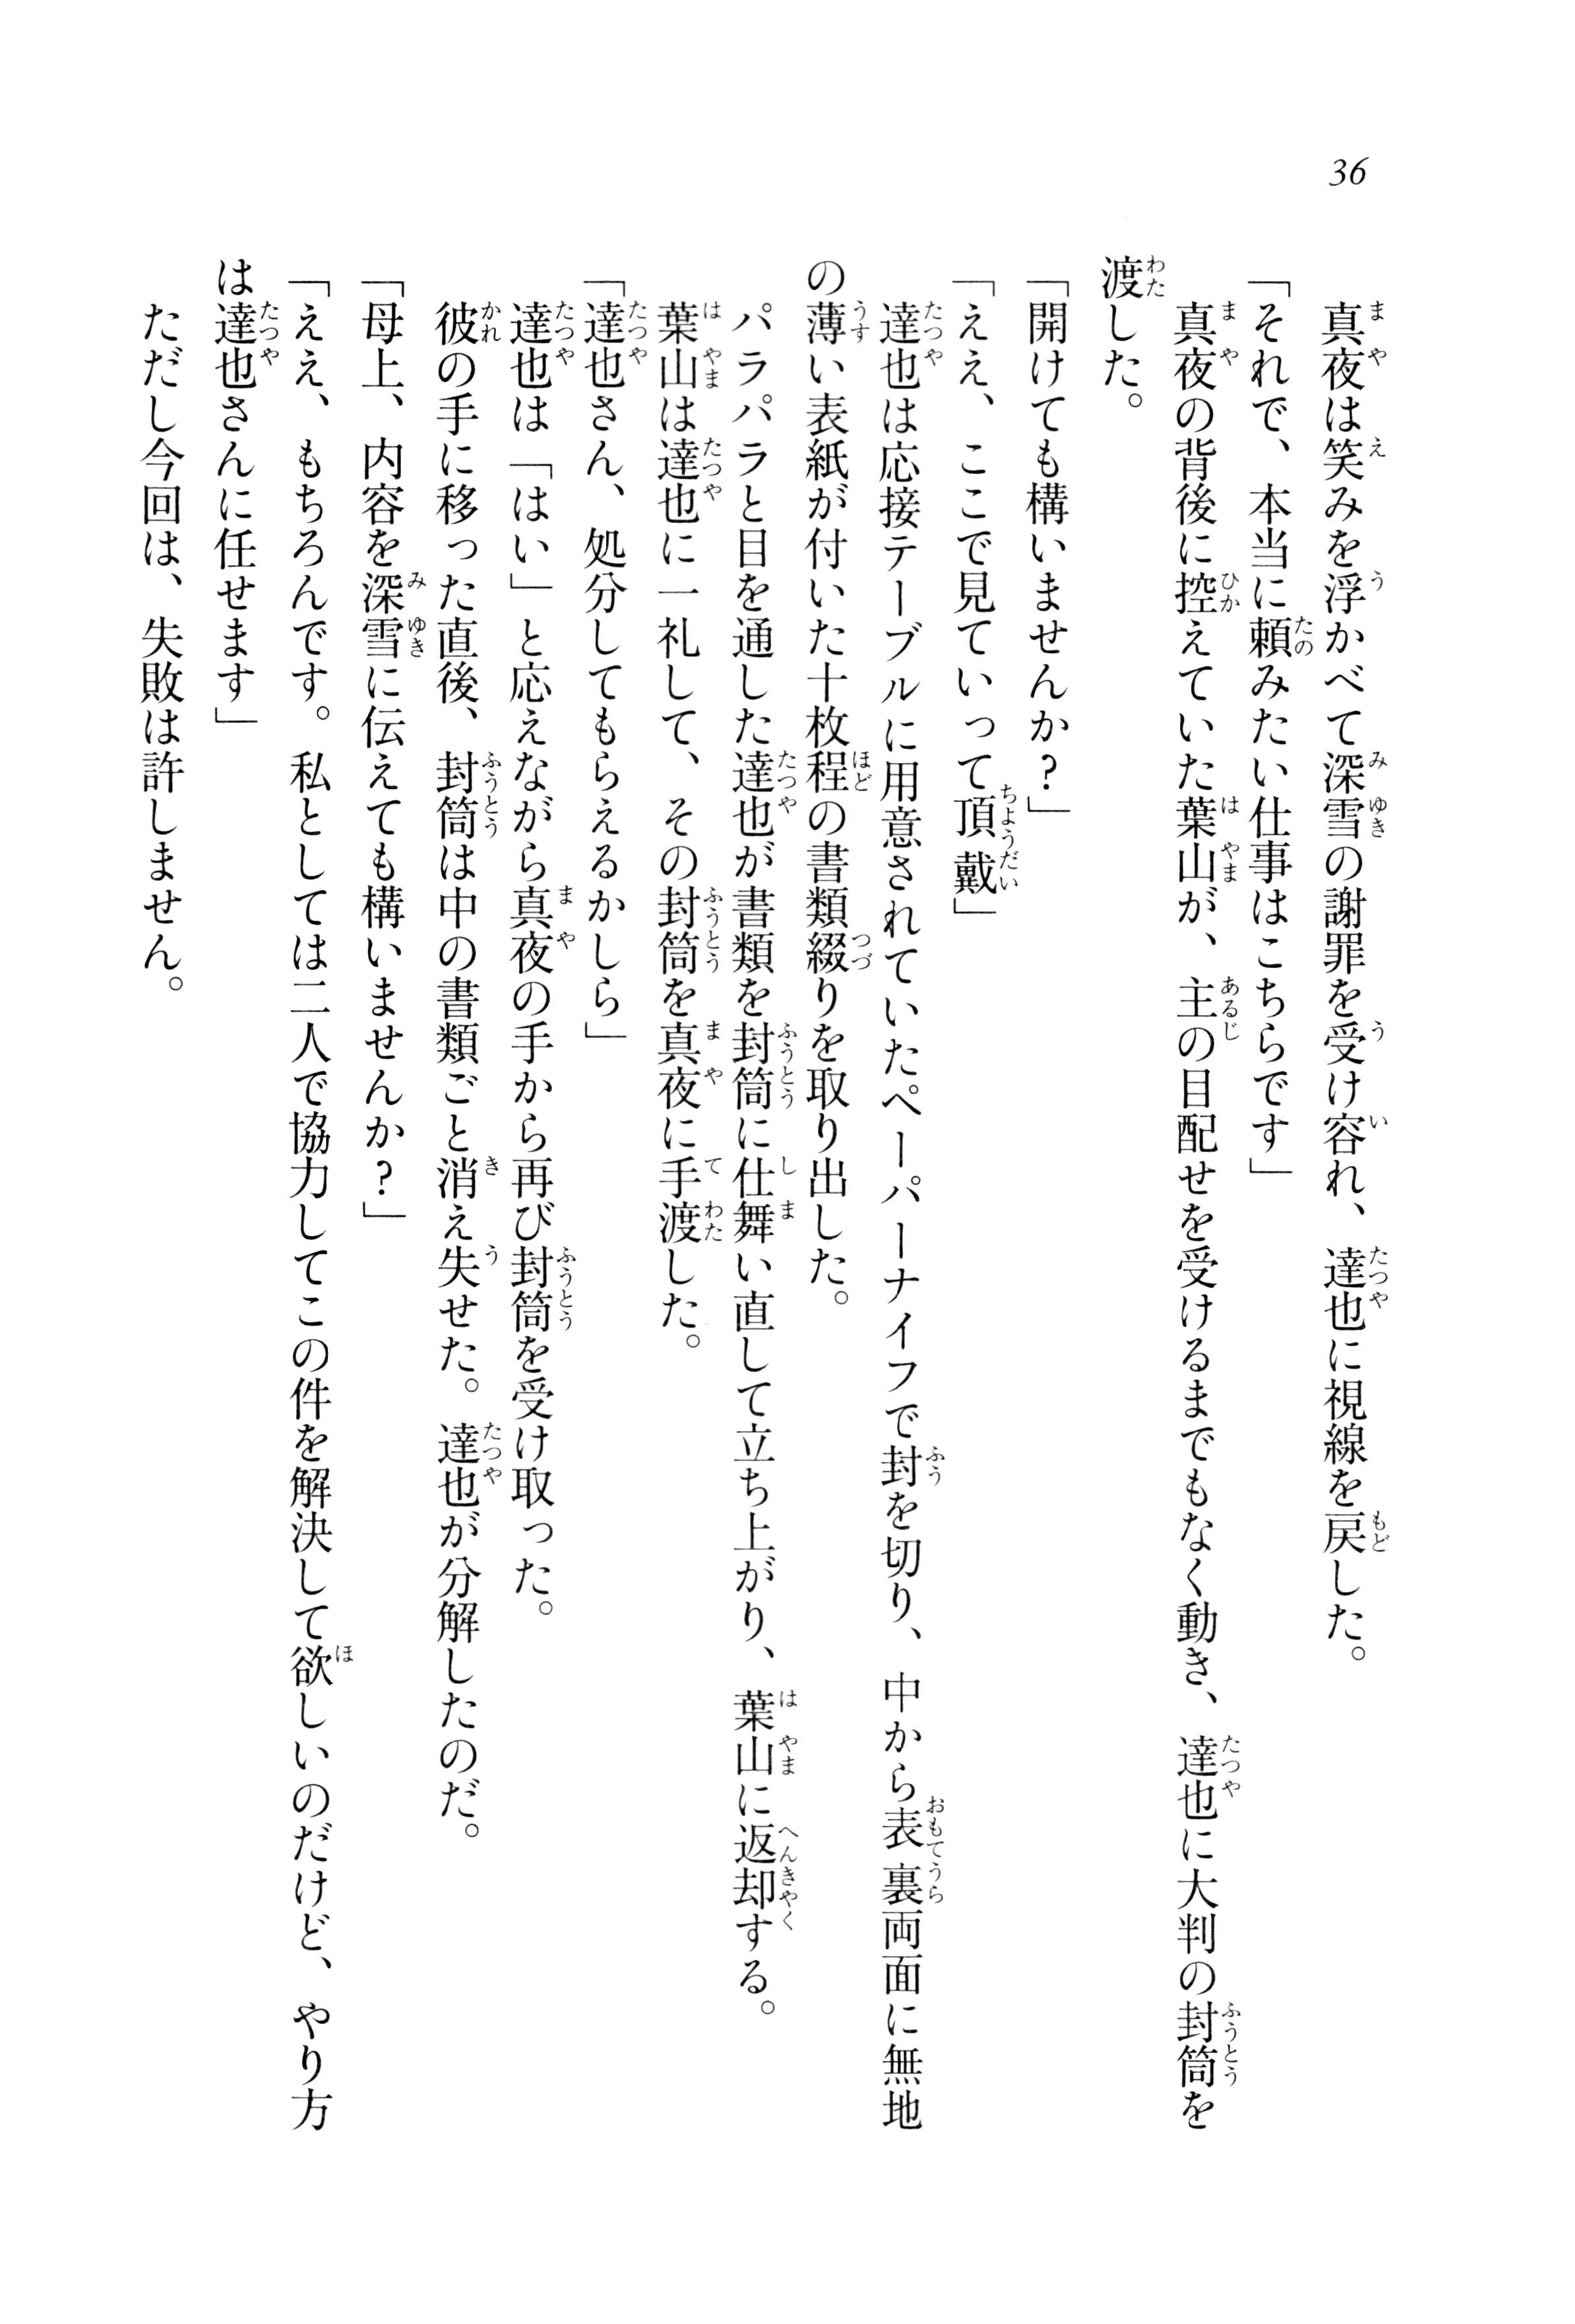 36
真夜は笑みを浮かべて深雪の謝罪を受け容れ、達也に視線を戻した。
「それで、本当に頼みたい仕事はこちらです」
真夜の背後に控えていた葉山が、主の目配せを受けるまでもなく動き、達也に大判の封筒を
渡した。
「開けても構いませんか?」
「ええ、ここで見ていって頂戴」
達也は応接テーブルに用意されていたペーパーナイフで封を切り、中から表裏両面に無地
の薄い表紙が付いた十枚程の書類綴りを取り出した。
パラパラと目を通した達也が書類を封筒に仕舞い直して立ち上がり、葉山に返却する。
葉山は達也に一礼して、その封筒を真夜に手渡した。
「達也さん、処分してもらえるかしら」
達也は「はい」と応えながら真夜の手から再び封筒を受け取った。
彼の手に移った直後、封筒は中の書類ごと消え失せた。達也が分解したのだ。
「母上、内容を深雪に伝えても構いませんか?」
「ええ、もちろんです。私としては二人で協力してこの件を解決して欲しいのだけど、やり方
は達也さんに任せます」
ただし今回は、失敗は許しません。